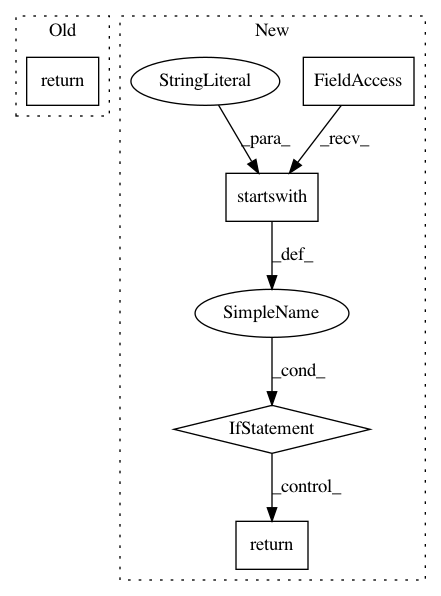 Old
New
return
StringLiteral
FieldAccess
_para_
_recv_
startswith
_def_
SimpleName
_cond_
IfStatement
_control_
return